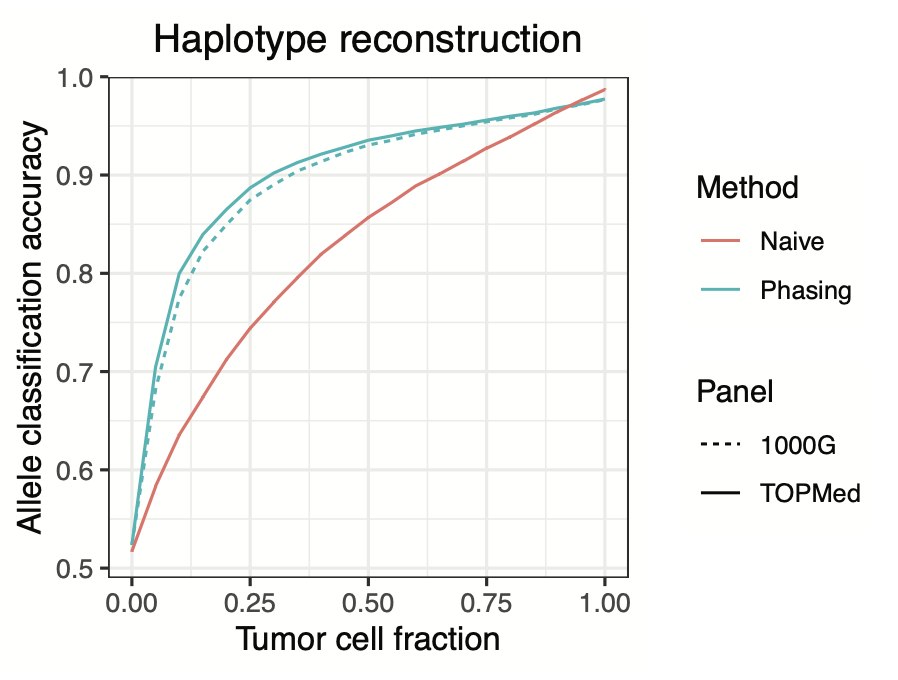 Haplotype reconstruction
Allele classification accuracy
1.0
0.9
0.8
0.7
0.6
0.5
0.00 0.25 0.50 0.75 1.00
Tumor cell fraction
Method
Naive
Phasing
Panel
1000G
TOPMed